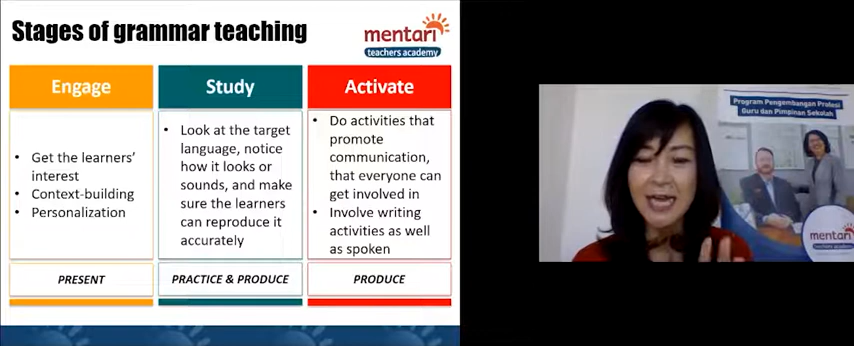 Stages of grammar teaching
mentari
teachers academy
Engage
Study
Activate
• Get the learners'
interest
• Context-building
• Personalization
• Look at the target
language, notice
how it looks or
sounds, and make
sure the learners
can reproduce it
accurately
• Do activities that
promote
communication,
that everyone can
get involved in
• Involve writing
activities as well
as spoken
PRESENT
PRACTICE & PRODUCE
PRODUCE
Program Pengembangan Profesi
Guru dan Pimpinan Sekolah
mentari
teachers academy